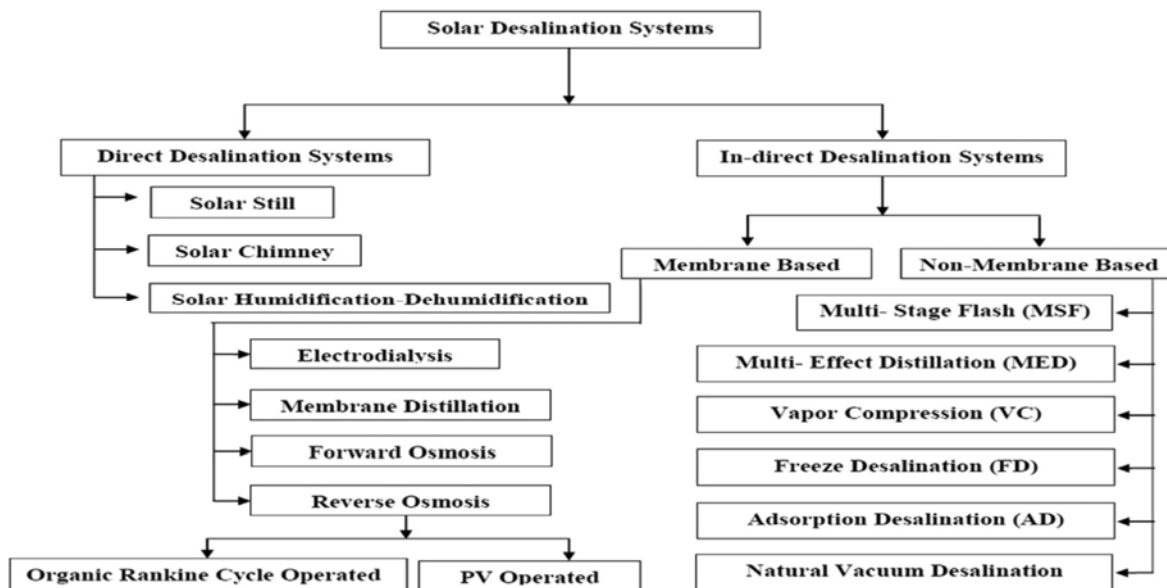 Solar Desalination Systems
Direct Desalination Systems
In-direct Desalination Systems
Solar Still
Solar Chimney
Solar Humidification-Dehumidification
Membrane Based
Non-Membrane Based
Electrodialysis
Membrane Distillation
Forward Osmosis
Reverse Osmosis
Organic Rankine Cycle Operated
PV Operated
Multi- Stage Flash (MSF)
Multi- Effect Distillation (MED)
Vapor Compression (VC)
Freeze Desalination (FD)
Adsorption Desalination (AD)
Natural Vacuum Desalination